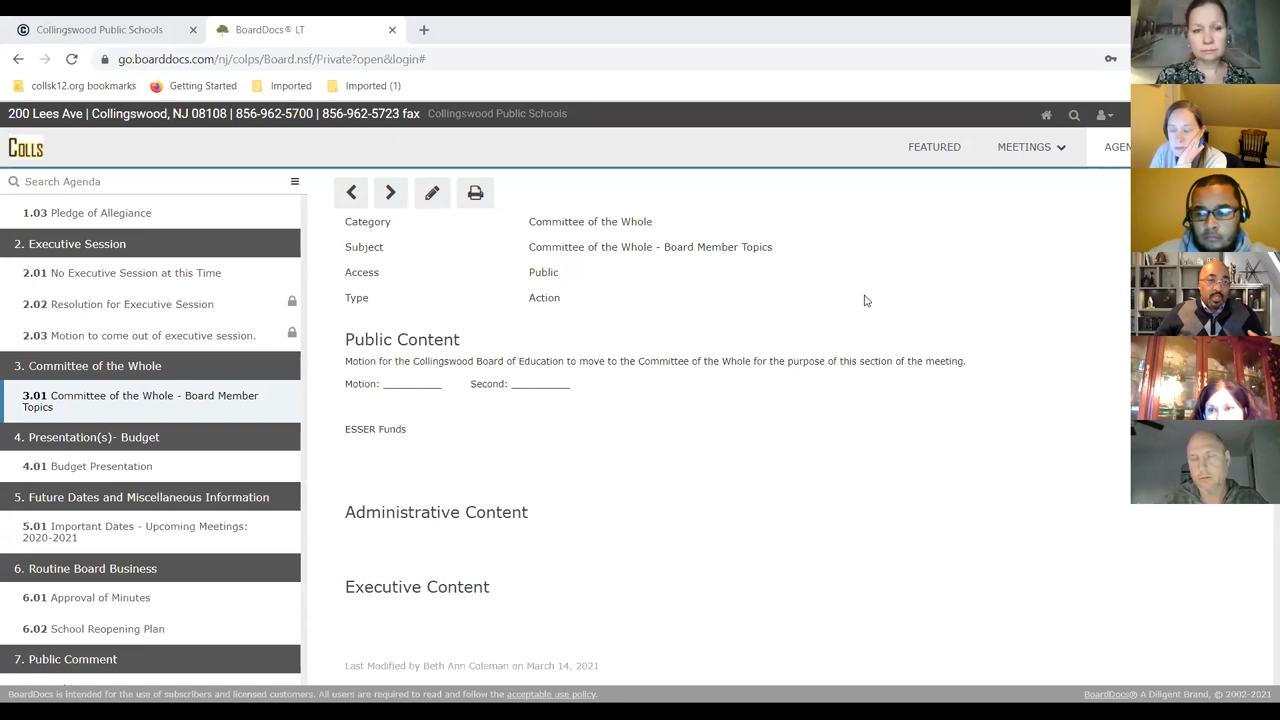 Collingswood Public Schools
BoardDocs® LT
go.boarddocs.com/nj/colps/Board.nsf/Private?open&login#
collsk12.org bookmarks
Getting Started
Imported
Imported (1)
200 Lees Ave | Collingswood, NJ 08108 | 856-962-5700 | 856-962-5723 fax
Collingswood Public Schools
COLLS
FEATURED
MEETINGS
AGEN
Search Agenda
1.03 Pledge of Allegiance
2. Executive Session
2.01 No Executive Session at this Time
2.02 Resolution for Executive Session
2.03 Motion to come out of executive session.
3. Committee of the Whole
3.01 Committee of the Whole - Board Member
Topics
4. Presentation(s)- Budget
4.01 Budget Presentation
5. Future Dates and Miscellaneous Information
5.01 Important Dates - Upcoming Meetings:
2020-2021
6. Routine Board Business
6.01 Approval of Minutes
6.02 School Reopening Plan
7. Public Comment
Category Committee of the Whole
Subject Committee of the Whole - Board Member Topics
Access Public
Type Action
Public Content
Motion for the Collingswood Board of Education to move to the Committee of the Whole for the purpose of this section of the meeting.
Motion: __________ Second: __________
ESSER Funds
Administrative Content
Executive Content
Last Modified by Beth Ann Coleman on March 14, 2021
BoardDocs is intended for the use of subscribers and licensed customers. All users are required to read and follow the acceptable use policy.
BoardDocs® A Diligent Brand, © 2002-2021